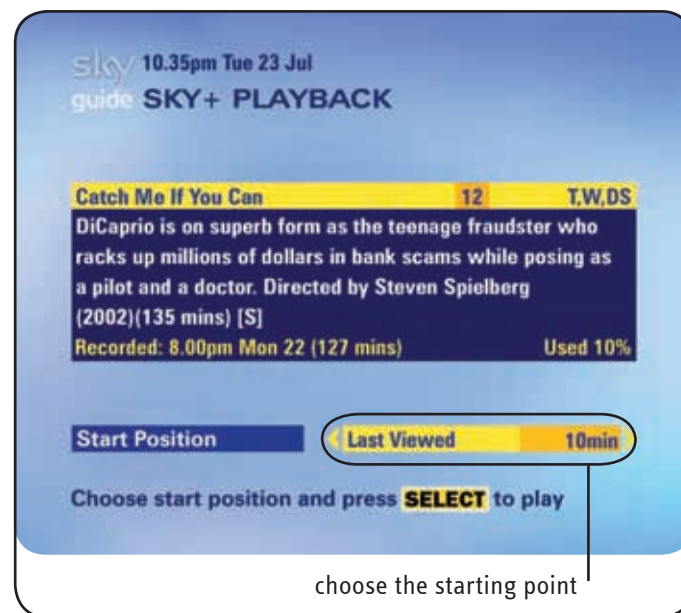 sky 10.35pm Tue 23 Jul
guide SKY+ PLAYBACK
Catch Me If You Can 12 T,W,DS
DiCaprio is on superb form as the teenage fraudster who
racks up millions of dollars in bank scams while posing as
a pilot and a doctor. Directed by Steven Spielberg
(2002)(135 mins) [S]
Recorded: 8.00pm Mon 22 (127 mins) Used 10%
Start Position Last Viewed 10min
Choose start position and press SELECT to play
choose the starting point